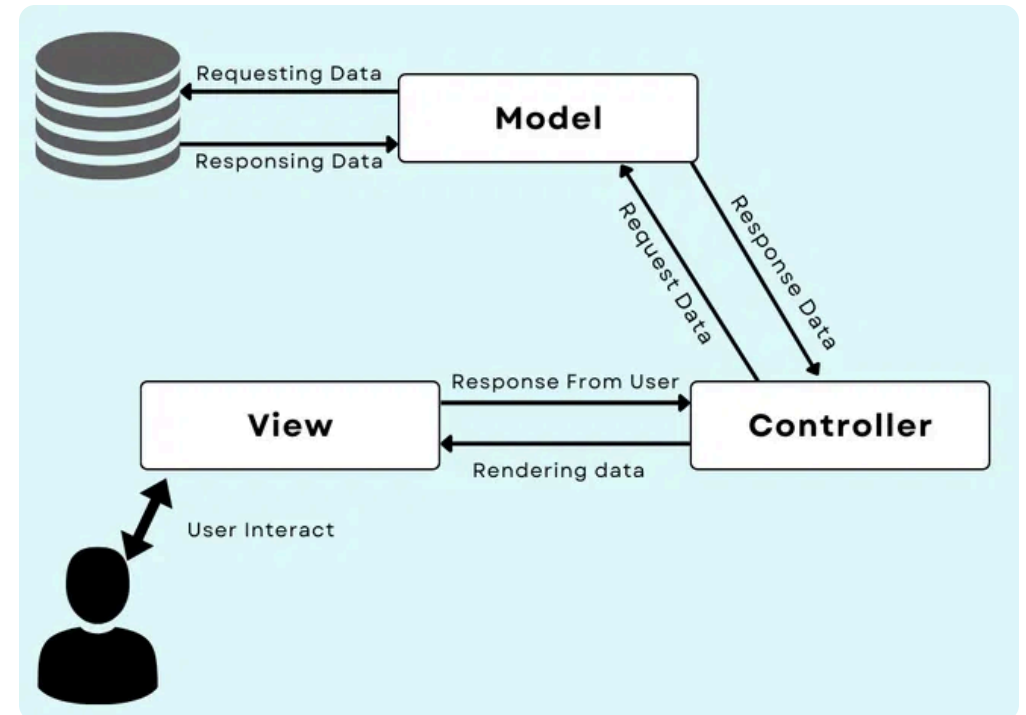 Requesting Data
Model
Responsing Data
Request Data
Response Data
Response From User
View
Controller
Rendering data
User Interact